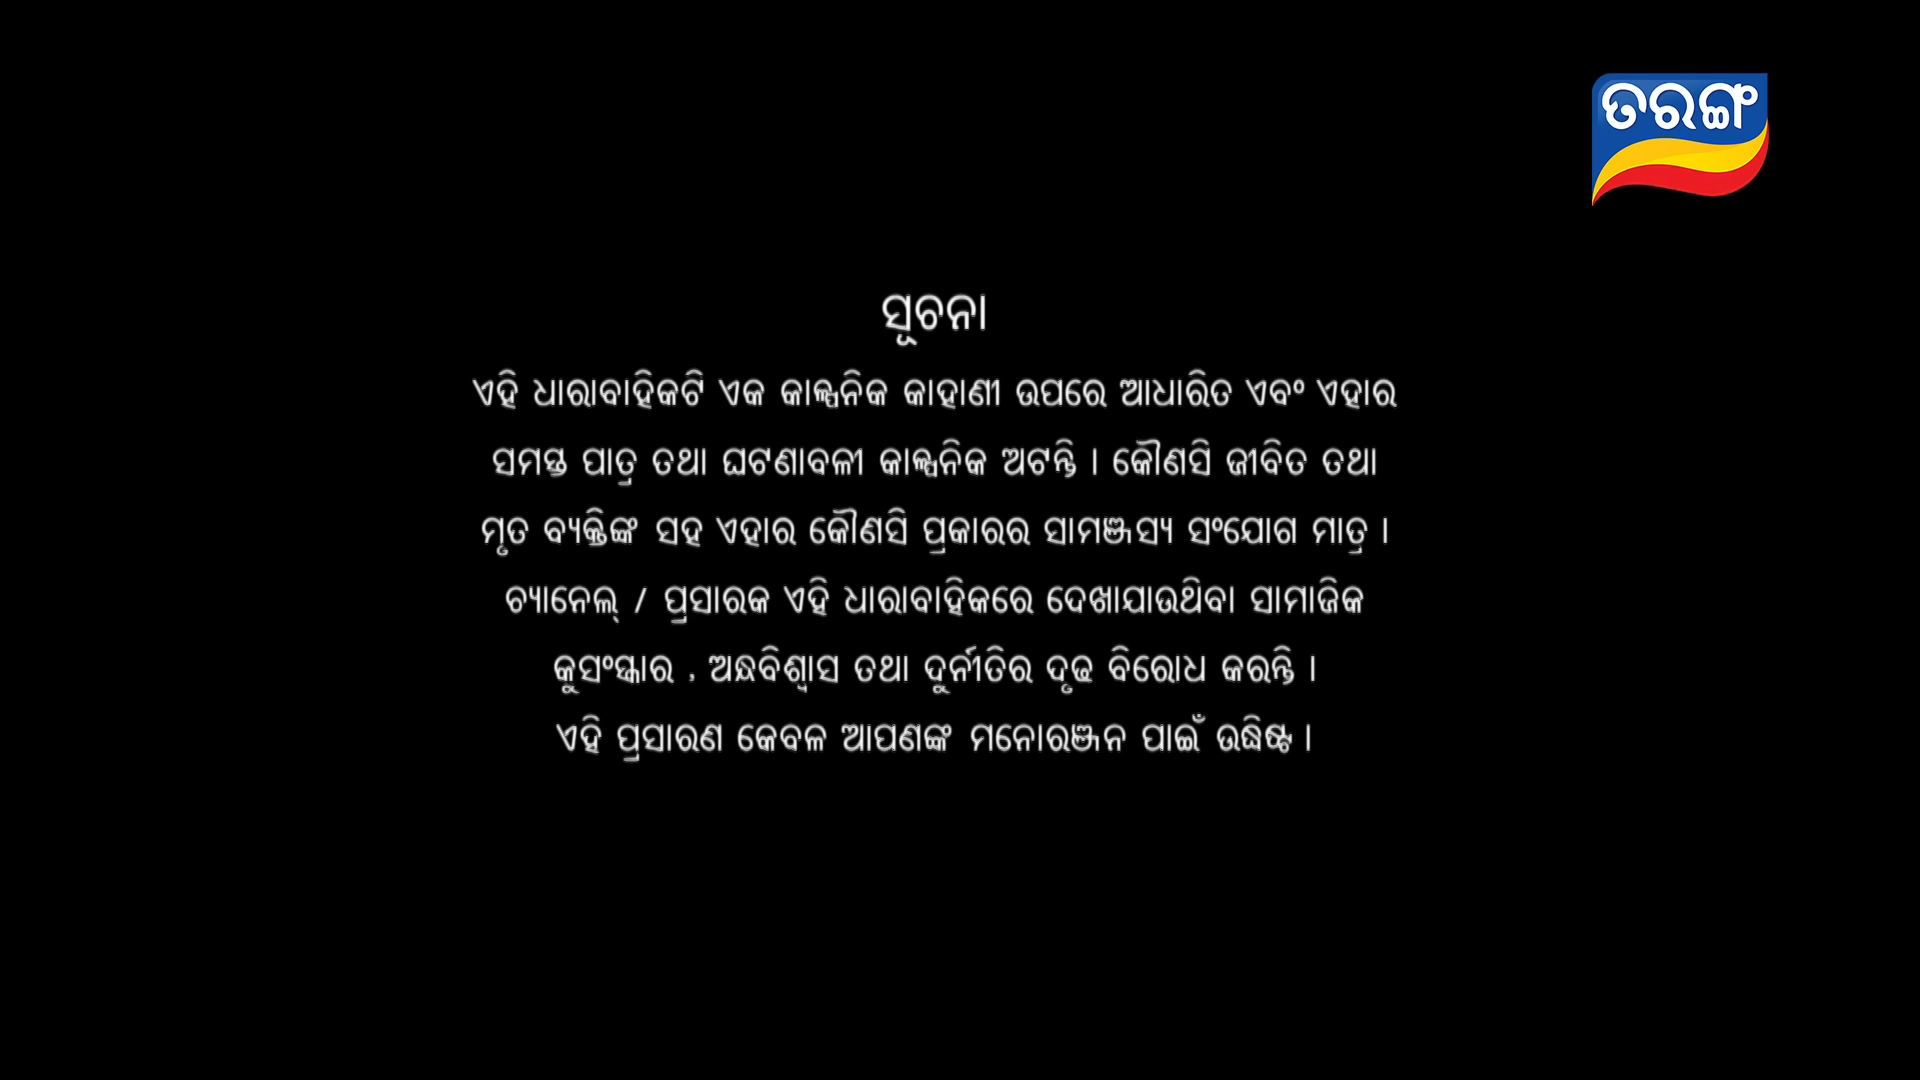 ତରଙ୍ଗ
ସୂଚନା
ଏହି ଧାରାବାହିକଟି ଏକ କାଳ୍ପନିକ କାହାଣୀ ଉପରେ ଆଧାରିତ ଏବଂ ଏହାର
ସମସ୍ତ ପାତ୍ର ତଥା ଘଟଣାବଳୀ କାଳ୍ପନିକ ଅଟନ୍ତି । କୌଣସି ଜୀବିତ ତଥା
ମୃତ ବ୍ୟକ୍ତିଙ୍କ ସହ ଏହାର କୌଣସି ପ୍ରକାରର ସାମଞ୍ଜସ୍ୟ ସଂଯୋଗ ମାତ୍ର ।
ଚ୍ୟାନେଲ୍ / ପ୍ରସାରକ ଏହି ଧାରାବାହିକରେ ଦେଖାଯାଉଥିବା ସାମାଜିକ
କୁସଂସ୍କାର , ଅନ୍ଧବିଶ୍ୱାସ ତଥା ଦୁର୍ନୀତିର ଦୃଢ ବିରୋଧ କରନ୍ତି ।
ଏହି ପ୍ରସାରଣ କେବଳ ଆପଣଙ୍କ ମନୋରଞ୍ଜନ ପାଇଁ ଉଦ୍ଧିଷ୍ଟ ।